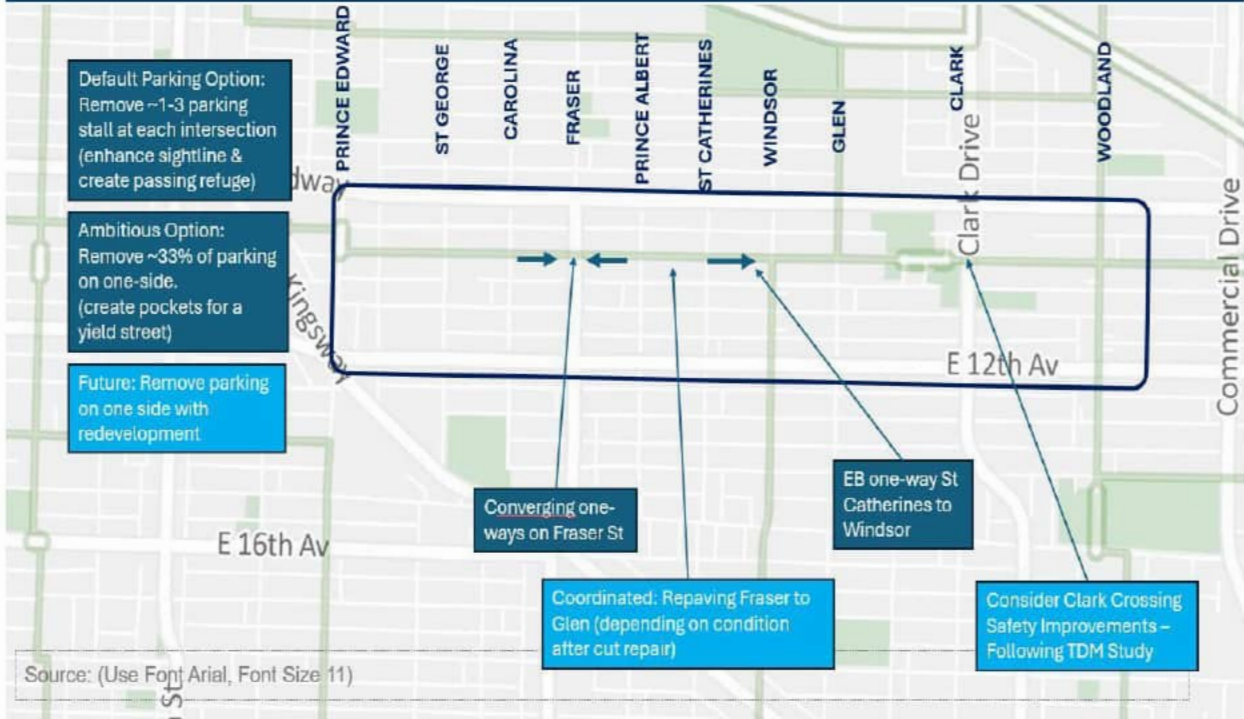 Default Parking Option:
Remove ~1-3 parking
stall at each intersection
(enhance sightline &
create passing refuge)
Ambitious Option:
Remove ~33% of parking
on one-side.
(create pockets for a
yield street)
Future: Remove parking
on one side with
redevelopment
PRINCE EDWARD
ST GEORGE
CAROLINA
FRASER
PRINCE ALBERT
ST CATHERINES
WINDSOR
GLEN
CLARK
WOODLAND
dway
Kingsway
Clark Drive
Commercial Drive
E 12th Av
E 16th Av
Converging one-
ways on Fraser St
EB one-way St
Catherines to
Windsor
Coordinated: Repaving Fraser to
Glen (depending on condition
after cut repair)
Consider Clark Crossing
Safety Improvements –
Following TDM Study
Source: (Use Font Arial, Font Size 11)
St